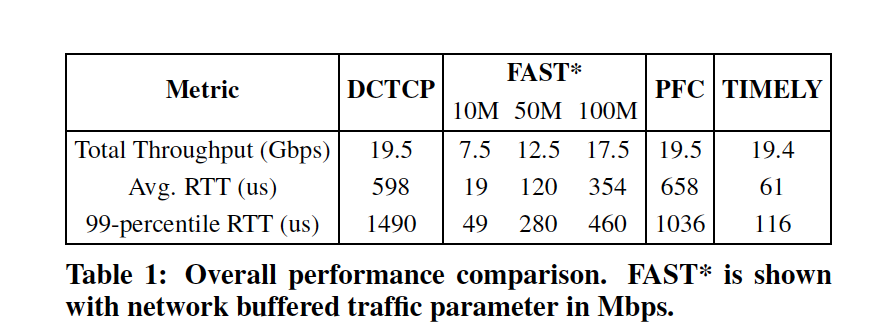 Metric DCTCP FAST* PFC TIMELY
10M 50M 100M
Total Throughput (Gbps) 19.5 7.5 12.5 17.5 19.5 19.4
Avg. RTT (us) 598 19 120 354 658 61
99-percentile RTT (us) 1490 49 280 460 1036 116
Table 1: Overall performance comparison. FAST* is shown
with network buffered traffic parameter in Mbps.